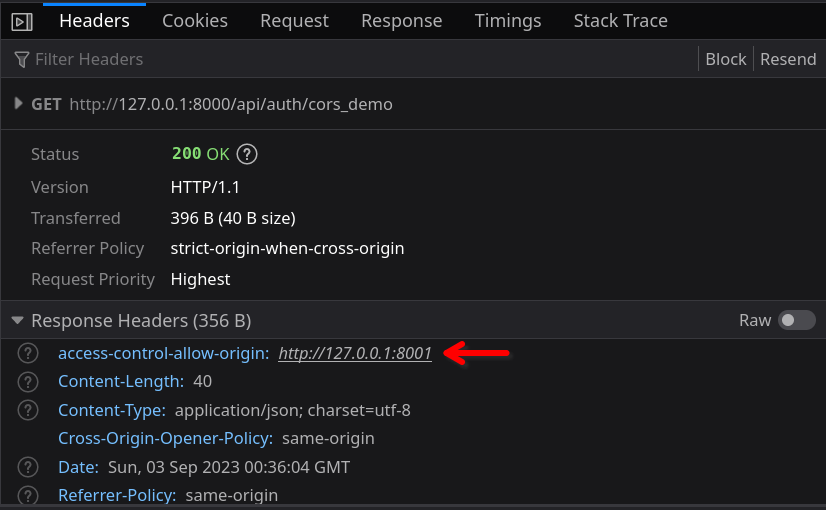 Headers Cookies Request Response Timings Stack Trace
Filter Headers Block Resend
GET http://127.0.0.1:8000/api/auth/cors_demo
Status 200 OK ?
Version HTTP/1.1
Transferred 396 B (40 B size)
Referrer Policy strict-origin-when-cross-origin
Request Priority Highest
Response Headers (356 B) Raw
? access-control-allow-origin: http://127.0.0.1:8001
? Content-Length: 40
? Content-Type: application/json; charset=utf-8
Cross-Origin-Opener-Policy: same-origin
? Date: Sun, 03 Sep 2023 00:36:04 GMT
? Referrer-Policy: same-origin